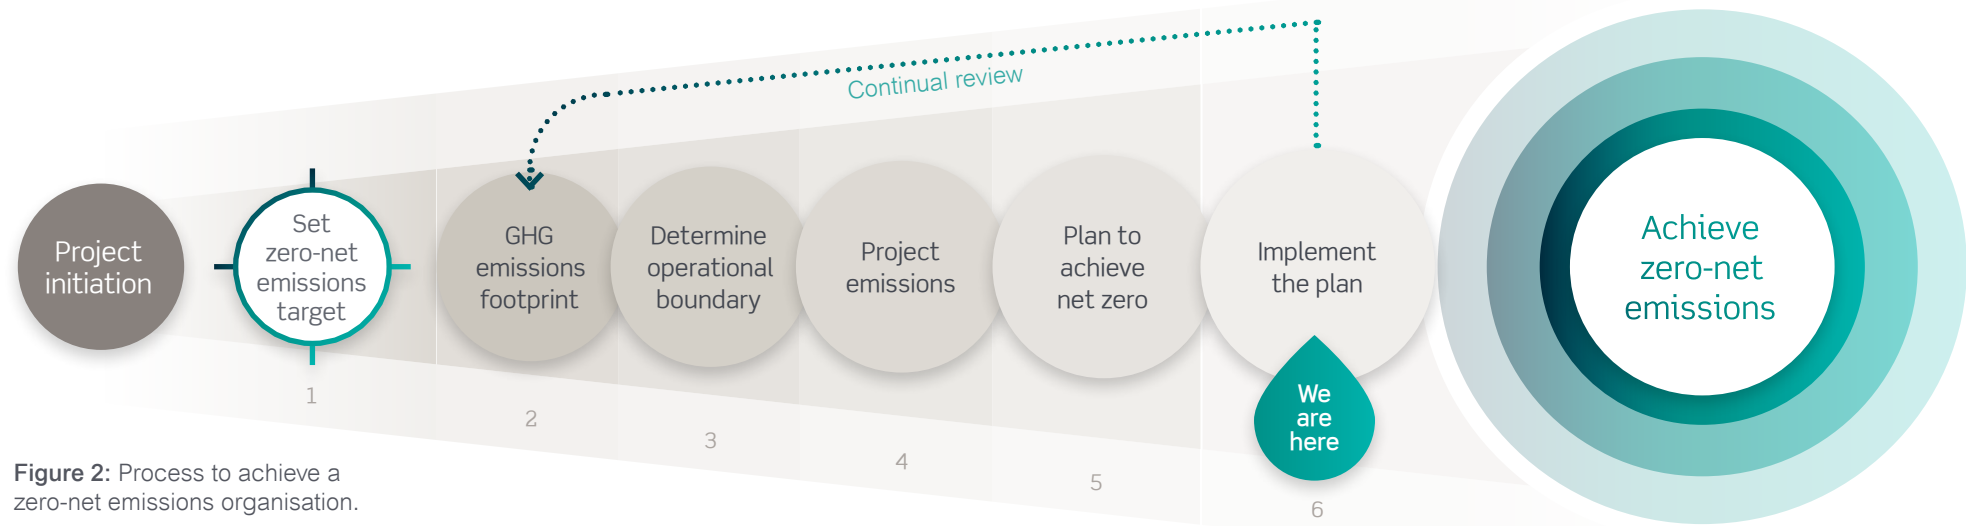 Continual review
Project
initiation
Set
zero-net
emissions
target
GHG
emissions
footprint
Determine
operational
boundary
Project
emissions
Plan to
achieve
net zero
Implement
the plan
Achieve
zero-net
emissions
We
are
here
1
2
3
4
5
6
Figure 2: Process to achieve a
zero-net emissions organisation.